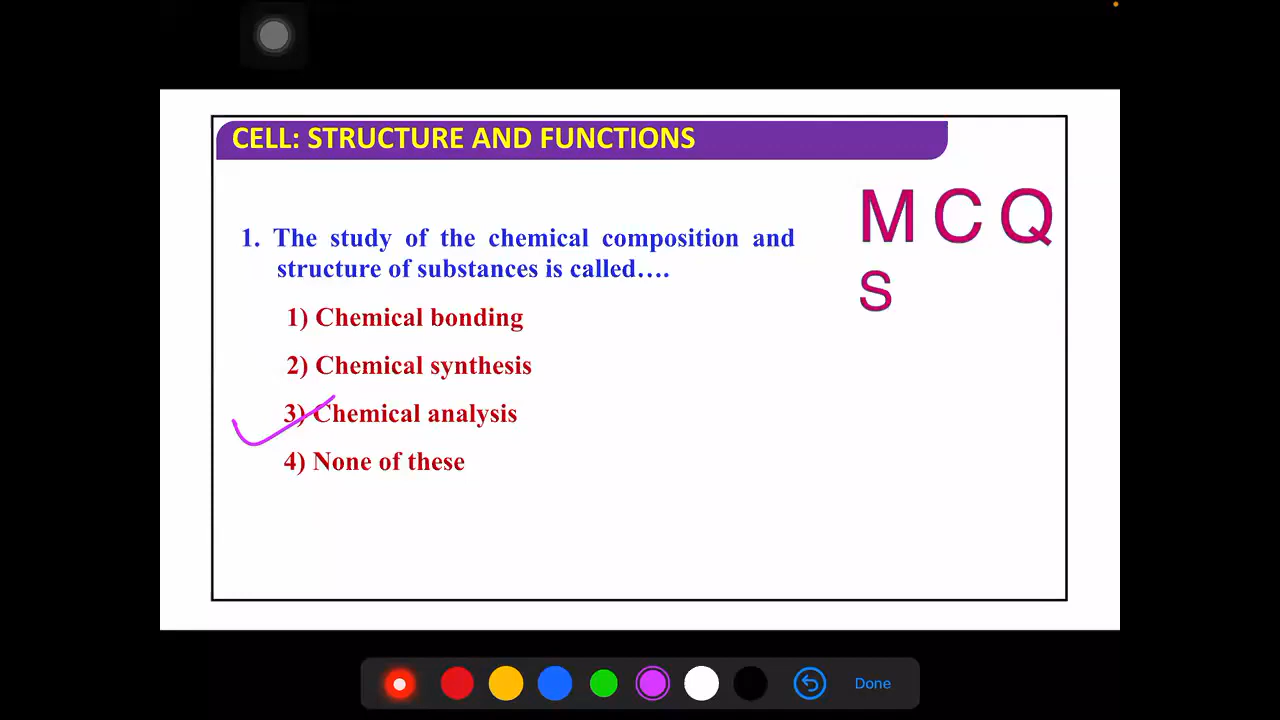 CELL: STRUCTURE AND FUNCTIONS
M C Q
S
1. The study of the chemical composition and
structure of substances is called….
1) Chemical bonding
2) Chemical synthesis
3) Chemical analysis
4) None of these
Done